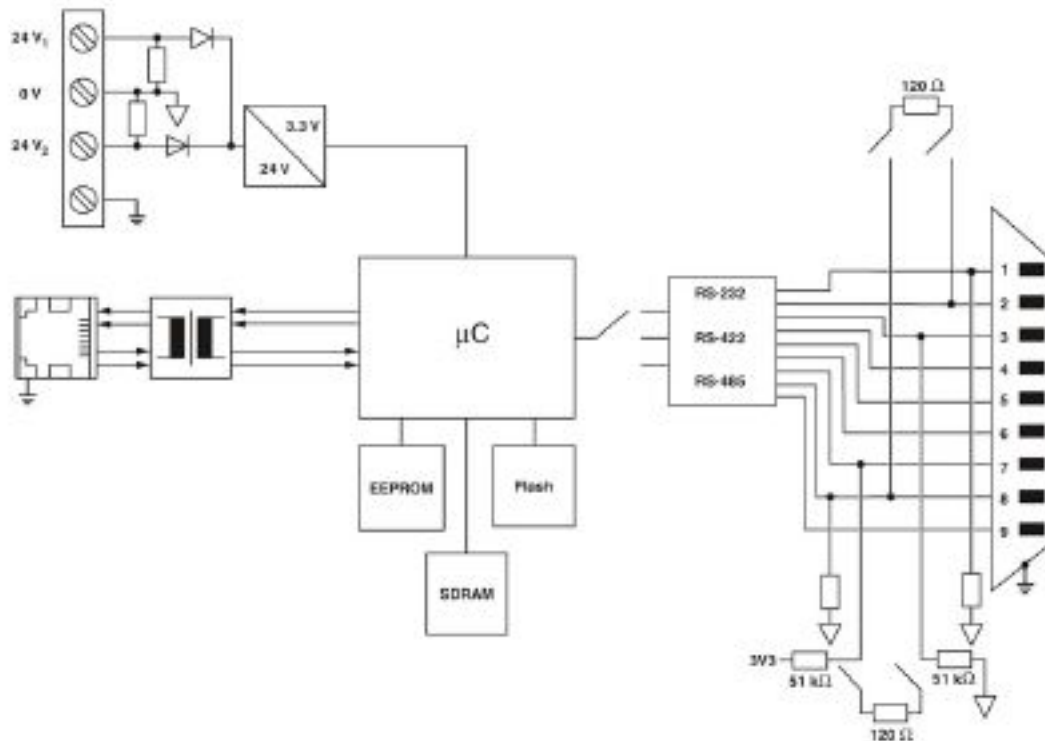 24 V1
0 V
24 V2
3.3 V
24 V
120 Ω
μC
RS-232
RS-422
RS-485
1
2
3
4
5
6
7
8
9
EEPROM
Flash
SDRAM
3V3
51 kΩ
51 kΩ
120 Ω